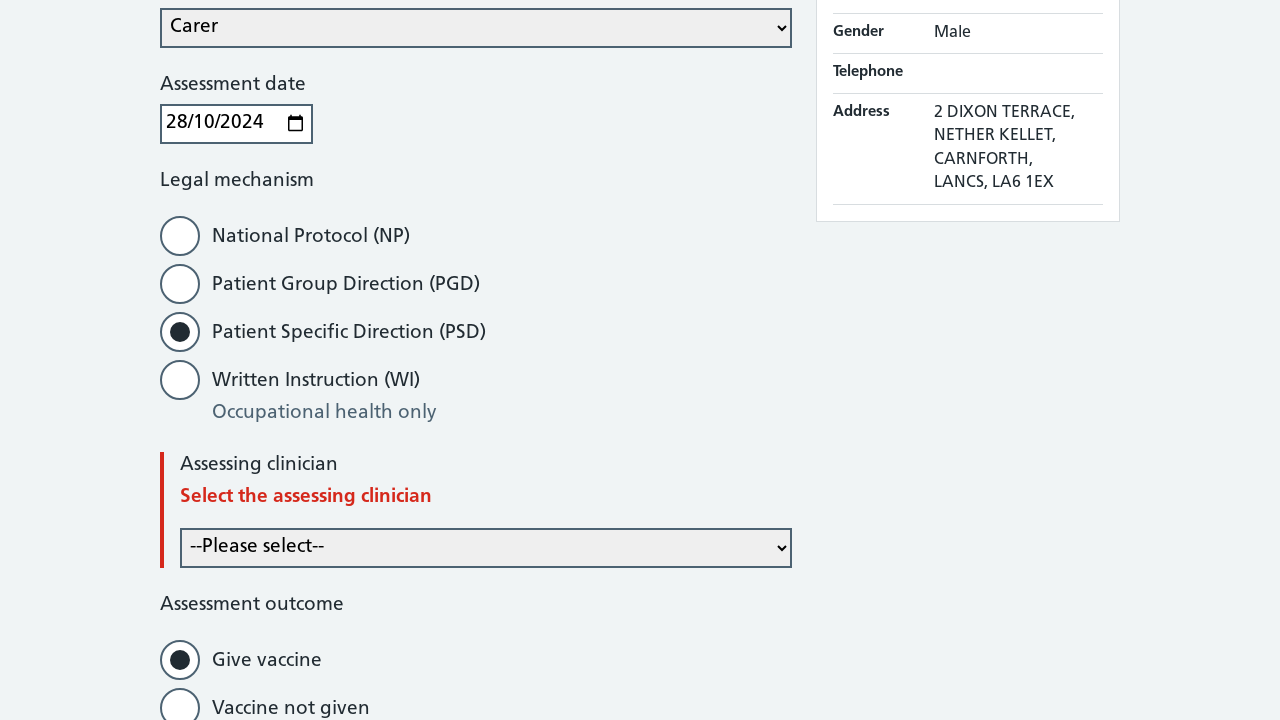 Carer
Assessment date
28/10/2024
Legal mechanism
National Protocol (NP)
Patient Group Direction (PGD)
Patient Specific Direction (PSD)
Written Instruction (WI)
Occupational health only
Assessing clinician
Select the assessing clinician
--Please select--
Assessment outcome
Give vaccine
Vaccine not given
Gender Male
Telephone
Address 2 DIXON TERRACE,
NETHER KELLET,
CARNFORTH,
LANCS, LA6 1EX